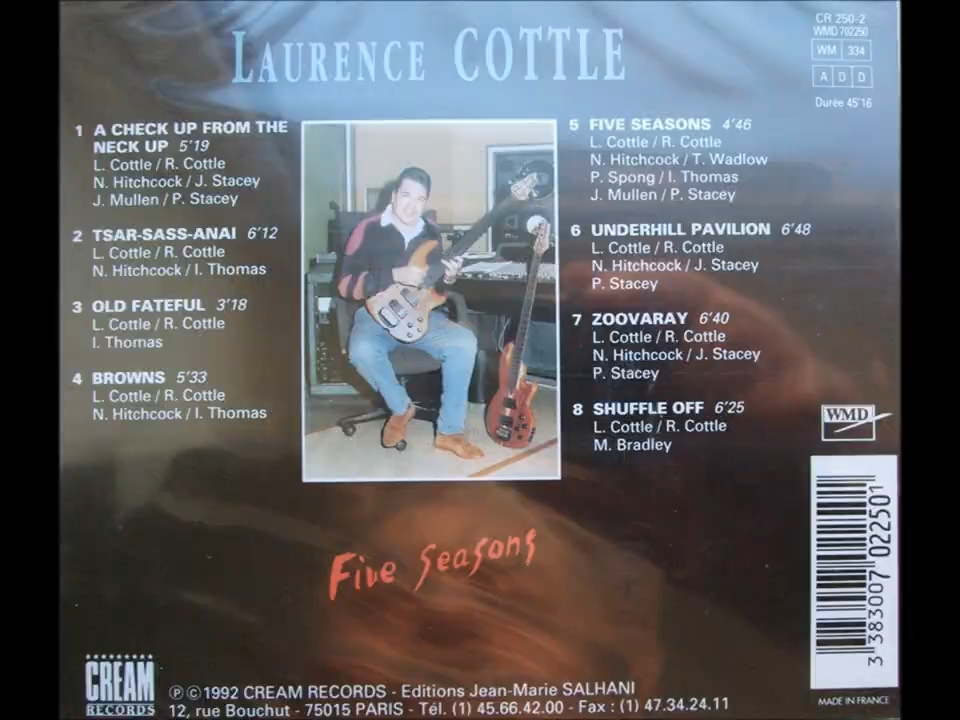 LAURENCE COTTLE
CR 250-2
WMD 702250
WM 334
A D D
Durée 45'16
1 A CHECK UP FROM THE
NECK UP 5'19
L. Cottle / R. Cottle
N. Hitchcock / J. Stacey
J. Mullen / P. Stacey
2 TSAR-SASS-ANAI 6'12
L. Cottle / R. Cottle
N. Hitchcock / I. Thomas
3 OLD FATEFUL 3'18
L. Cottle / R. Cottle
I. Thomas
4 BROWNS 5'33
L. Cottle / R. Cottle
N. Hitchcock / I. Thomas
5 FIVE SEASONS 4'46
L. Cottle / R. Cottle
N. Hitchcock / T. Wadlow
P. Spong / I. Thomas
J. Mullen / P. Stacey
6 UNDERHILL PAVILION 6'48
L. Cottle / R. Cottle
N. Hitchcock / J. Stacey
P. Stacey
7 ZOOVARAY 6'40
L. Cottle / R. Cottle
N. Hitchcock / J. Stacey
P. Stacey
8 SHUFFLE OFF 6'25
L. Cottle / R. Cottle
M. Bradley
WMD
3 383007 022501
Five Seasons
CREAM
RECORDS
℗©1992 CREAM RECORDS - Editions Jean-Marie SALHANI
12, rue Bouchut - 75015 PARIS - Tél. (1) 45.66.42.00 - Fax : (1) 47.34.24.11
MADE IN FRANCE